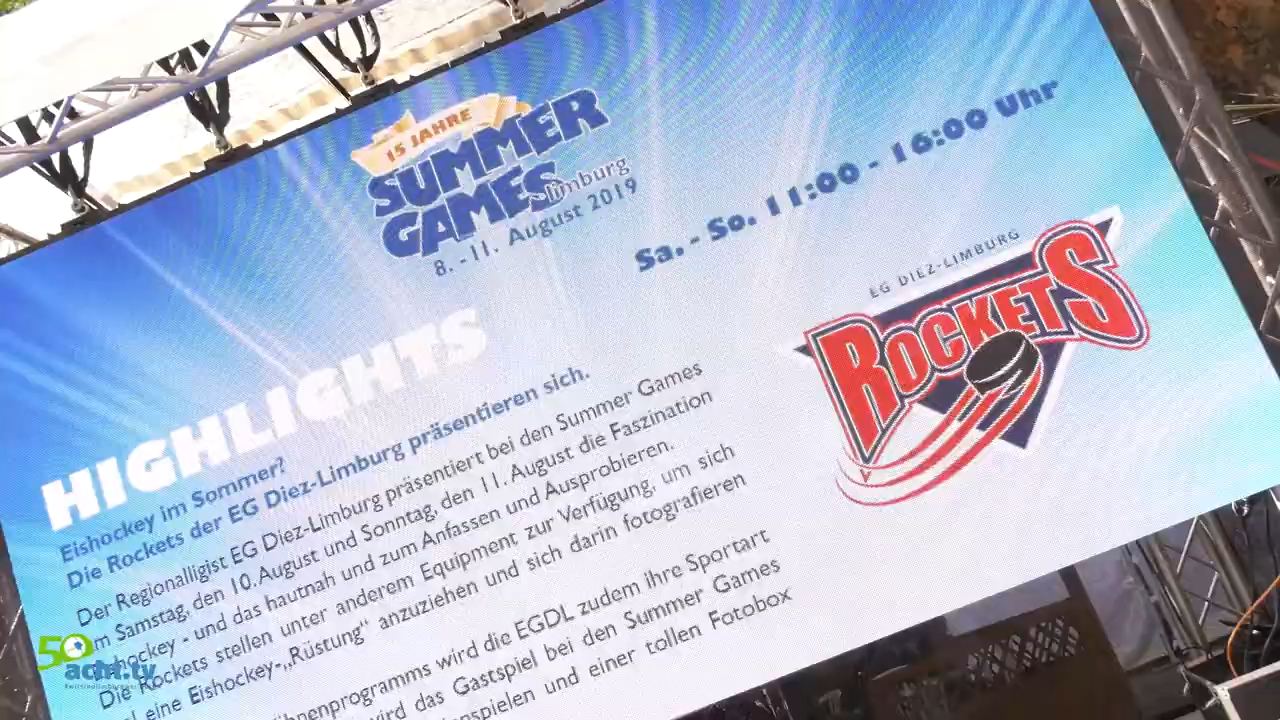 15 JAHRE
SUMMER
GAMES
Limburg
8. - 11. August 2019
Sa. - So. 11:00 - 16:00 Uhr
EG DIEZ-LIMBURG
ROCKETS
HIGHLIGHTS
Eishockey im Sommer?
Die Rockets der EG Diez-Limburg präsentieren sich.
Der Regionalligist EG Diez-Limburg präsentiert bei den Summer Games
am Samstag, den 10. August und Sonntag, den 11. August die Faszination
Eishockey - und das hautnah und zum Anfassen und Ausprobieren.
Die Rockets stellen unter anderem Equipment zur Verfügung, um sich
eine Eishockey-„Rüstung“ anzuziehen und sich darin fotografieren
wird die EGDL zudem ihre Sportart
das Gastspiel bei den Summer Games
und einer tollen Fotobox
50
acht.tv